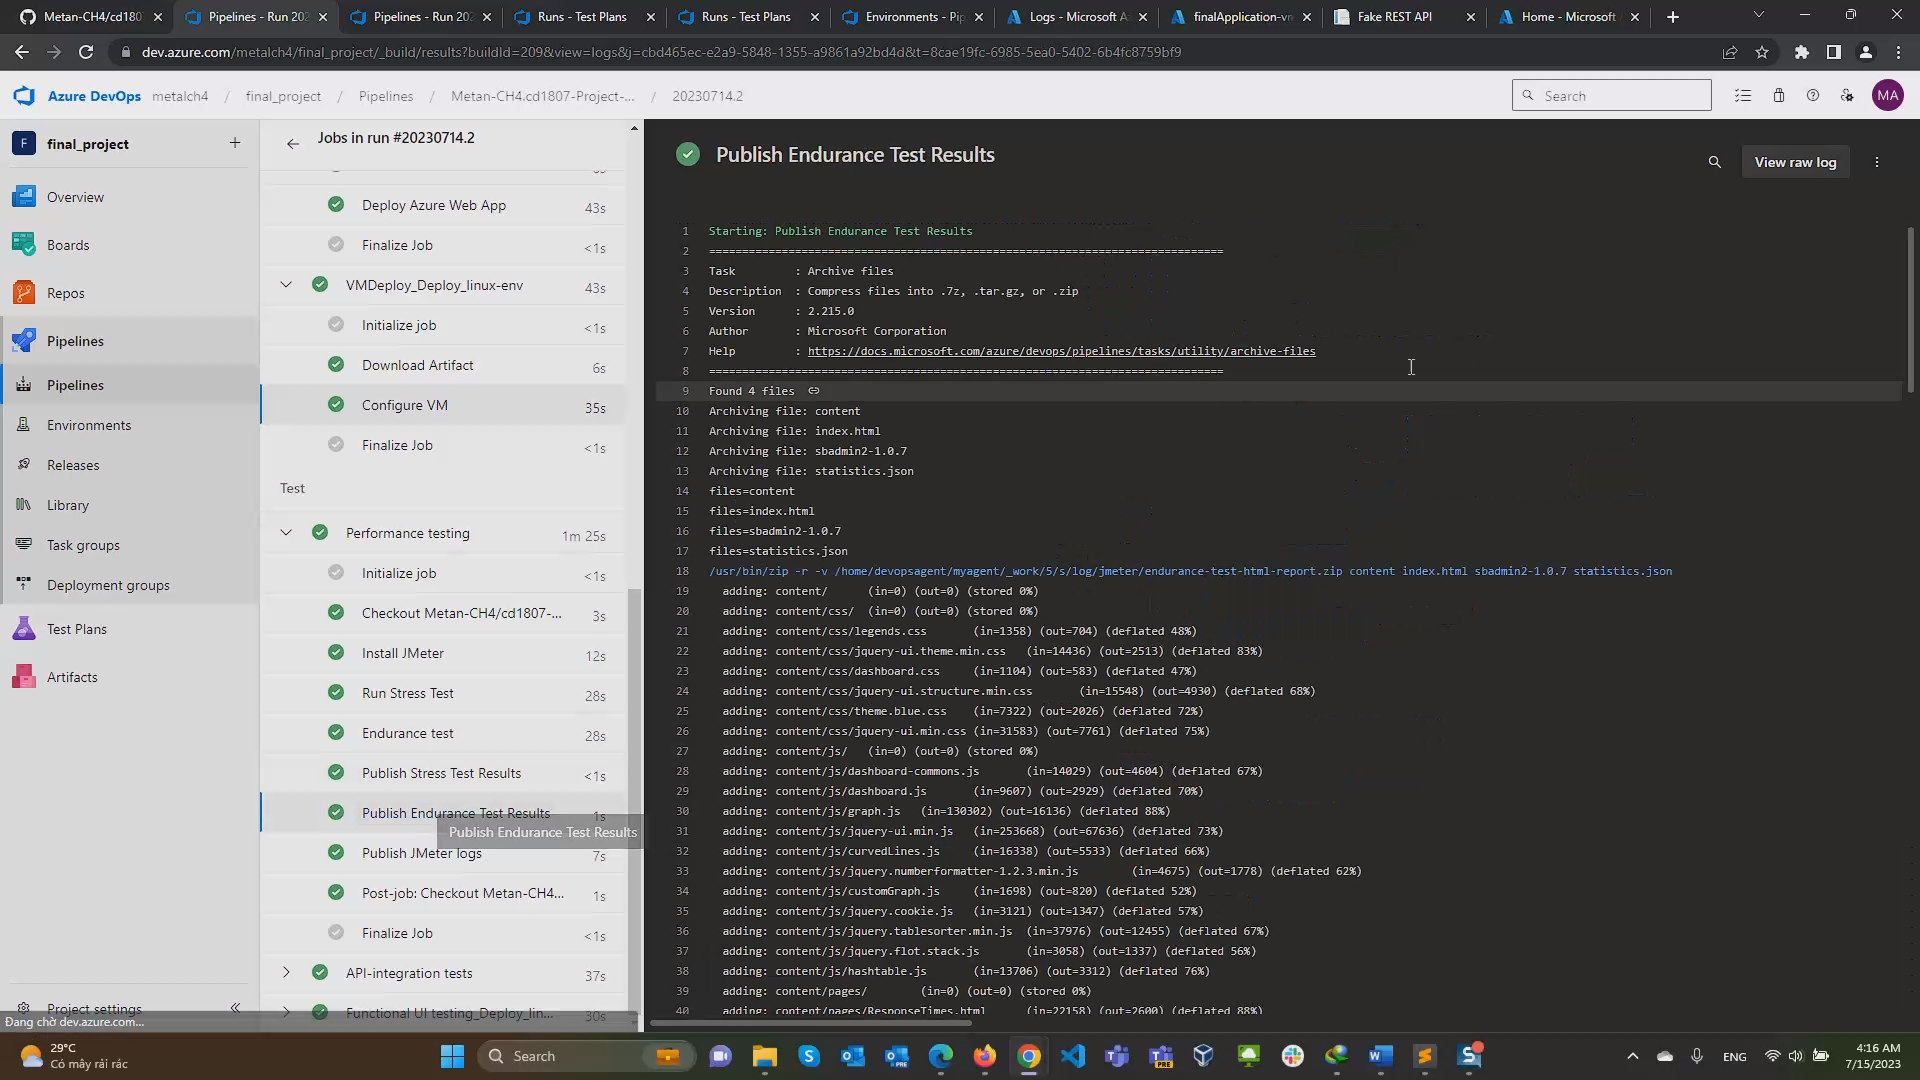 Metan-CH4/cd1807
Pipelines - Run 202
Pipelines - Run 202
Runs - Test Plans
Runs - Test Plans
Environments - Pip
Logs - Microsoft A
finalApplication-vn
Fake REST API
Home - Microsoft
dev.azure.com/metalch4/final_project/_build/results?buildId=209&view=logs&j=cbd465ec-e2a9-5848-1355-a9861a92bd4d&t=8cae19fc-6985-5ea0-5402-6b4fc8759bf9
Azure DevOps metalch4 / final_project / Pipelines / Metan-CH4.cd1807-Project-... / 20230714.2
Search
MA
F final_project
Overview
Boards
Repos
Pipelines
Pipelines
Environments
Releases
Library
Task groups
Deployment groups
Test Plans
Artifacts
Project settings
Đang chờ dev.azure.com...
Jobs in run #20230714.2
Deploy Azure Web App 43s
Finalize Job <1s
VMDeploy_Deploy_linux-env 43s
Initialize job <1s
Download Artifact 6s
Configure VM 35s
Finalize Job <1s
Test
Performance testing 1m 25s
Initialize job <1s
Checkout Metan-CH4/cd1807-... 3s
Install JMeter 12s
Run Stress Test 28s
Endurance test 28s
Publish Stress Test Results <1s
Publish Endurance Test Results 1s
Publish Endurance Test Results
Publish JMeter logs 7s
Post-job: Checkout Metan-CH4... 1s
Finalize Job <1s
API-integration tests 37s
Functional UI testing_Deploy_lin... 30s
Publish Endurance Test Results
View raw log
1 Starting: Publish Endurance Test Results
2 ==============================================================================
3 Task : Archive files
4 Description : Compress files into .7z, .tar.gz, or .zip
5 Version : 2.215.0
6 Author : Microsoft Corporation
7 Help : https://docs.microsoft.com/azure/devops/pipelines/tasks/utility/archive-files
8 ==============================================================================
9 Found 4 files
10 Archiving file: content
11 Archiving file: index.html
12 Archiving file: sbadmin2-1.0.7
13 Archiving file: statistics.json
14 files=content
15 files=index.html
16 files=sbadmin2-1.0.7
17 files=statistics.json
18 /usr/bin/zip -r -v /home/devopsagent/myagent/_work/5/s/log/jmeter/endurance-test-html-report.zip content index.html sbadmin2-1.0.7 statistics.json
19 adding: content/ (in=0) (out=0) (stored 0%)
20 adding: content/css/ (in=0) (out=0) (stored 0%)
21 adding: content/css/legends.css (in=1358) (out=704) (deflated 48%)
22 adding: content/css/jquery-ui.theme.min.css (in=14436) (out=2513) (deflated 83%)
23 adding: content/css/dashboard.css (in=1104) (out=583) (deflated 47%)
24 adding: content/css/jquery-ui.structure.min.css (in=15548) (out=4930) (deflated 68%)
25 adding: content/css/theme.blue.css (in=7322) (out=2026) (deflated 72%)
26 adding: content/css/jquery-ui.min.css (in=31583) (out=7761) (deflated 75%)
27 adding: content/js/ (in=0) (out=0) (stored 0%)
28 adding: content/js/dashboard-commons.js (in=14029) (out=4604) (deflated 67%)
29 adding: content/js/dashboard.js (in=9607) (out=2929) (deflated 70%)
30 adding: content/js/graph.js (in=130302) (out=16136) (deflated 88%)
31 adding: content/js/jquery-ui.min.js (in=253668) (out=67636) (deflated 73%)
32 adding: content/js/curvedLines.js (in=16338) (out=5533) (deflated 66%)
33 adding: content/js/jquery.numberformatter-1.2.3.min.js (in=4675) (out=1778) (deflated 62%)
34 adding: content/js/customGraph.js (in=1698) (out=820) (deflated 52%)
35 adding: content/js/jquery.cookie.js (in=3121) (out=1347) (deflated 57%)
36 adding: content/js/jquery.tablesorter.min.js (in=37976) (out=12455) (deflated 67%)
37 adding: content/js/jquery.flot.stack.js (in=3058) (out=1337) (deflated 56%)
38 adding: content/js/hashtable.js (in=13706) (out=3312) (deflated 76%)
39 adding: content/pages/ (in=0) (out=0) (stored 0%)
40 adding: content/pages/ResponseTimes.html (in=22158) (out=2600) (deflated 88%)
29°C
Có mây rải rác
Search
ENG
4:16 AM
7/15/2023